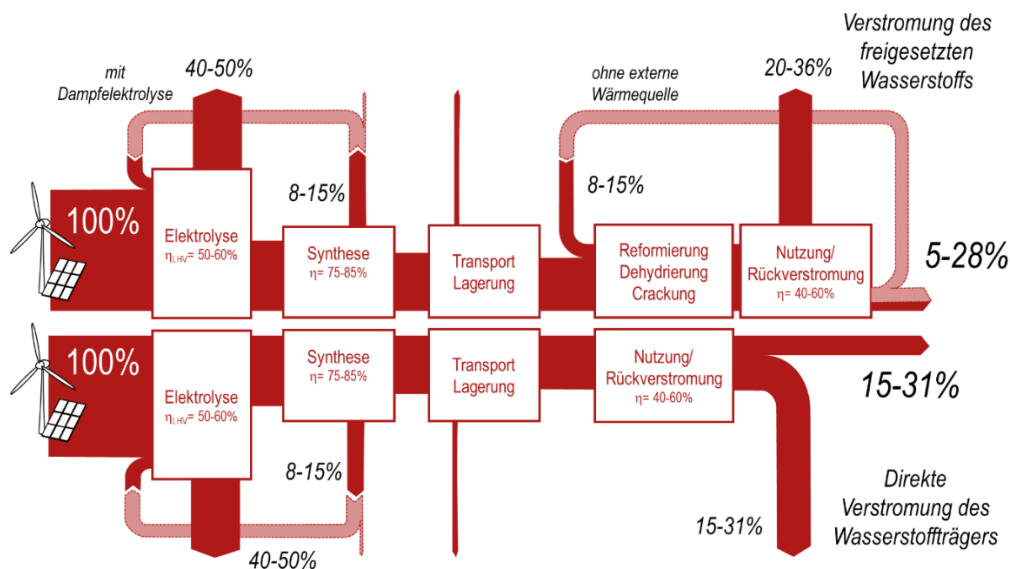 Verstromung des
freigesetzten
Wasserstoffs
mit
Dampfelektrolyse
40-50%
ohne externe
Wärmequelle
20-36%
8-15%
8-15%
100%
Elektrolyse
ηLHV= 50-60%
Synthese
η= 75-85%
Transport
Lagerung
Reformierung
Dehydrierung
Crackung
Nutzung/
Rückverstromung
η= 40-60%
5-28%
100%
Elektrolyse
ηLHV= 50-60%
Synthese
η= 75-85%
Transport
Lagerung
Nutzung/
Rückverstromung
η= 40-60%
15-31%
8-15%
40-50%
15-31%
Direkte
Verstromung des
Wasserstoffträgers